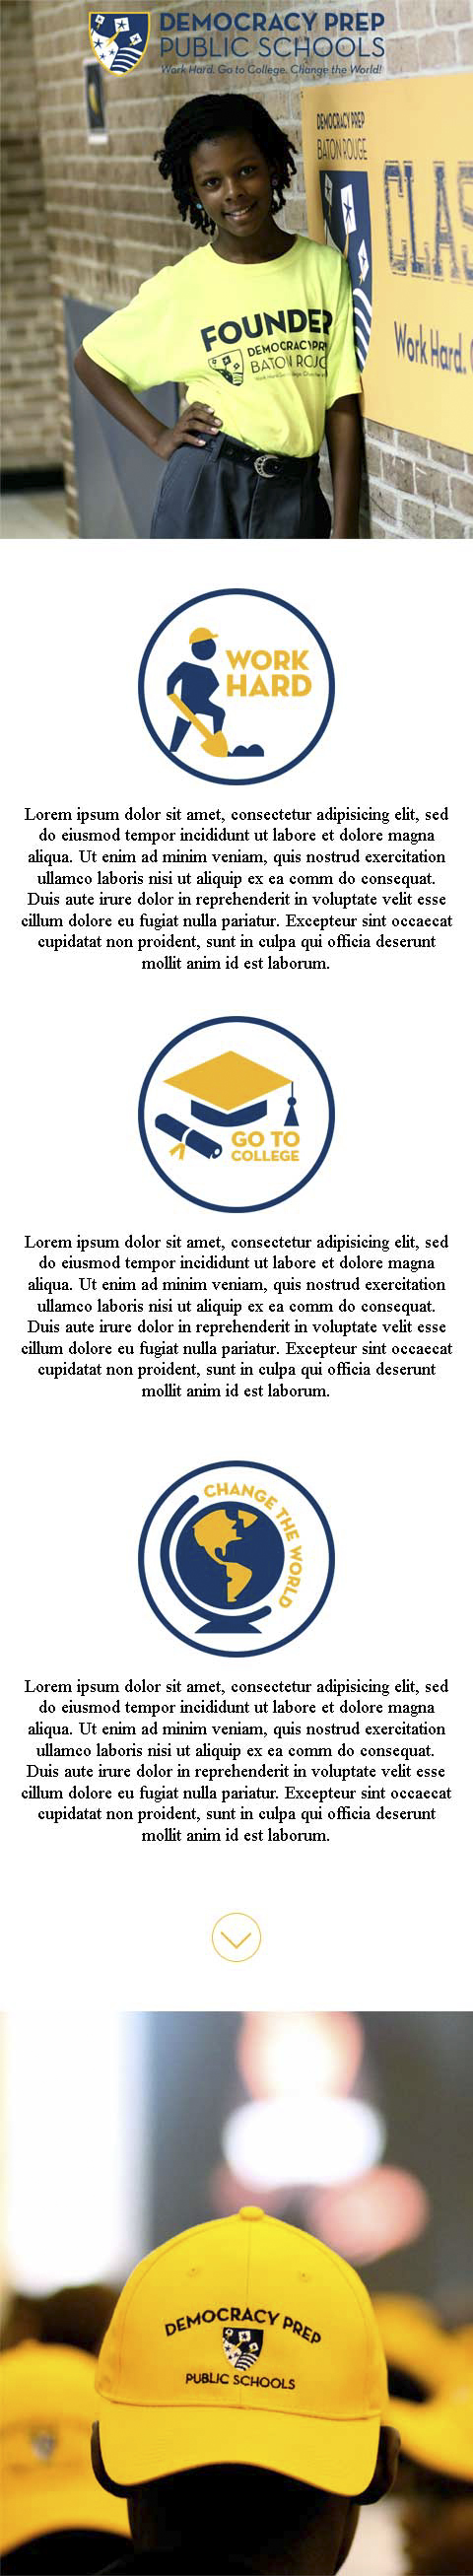 DEMOCRACY PREP
PUBLIC SCHOOLS
Work Hard. Go to College. Change the World!
DEMOCRACY PREP
BATON ROUGE
CLAS
Work Hard.
FOUNDER
DEMOCRACY PR
BATON ROUG
WORK
HARD
Lorem ipsum dolor sit amet, consectetur adipisicing elit, sed
do eiusmod tempor incididunt ut labore et dolore magna
aliqua. Ut enim ad minim veniam, quis nostrud exercitation
ullamco laboris nisi ut aliquip ex ea comm do consequat.
Duis aute irure dolor in reprehenderit in voluptate velit esse
cillum dolore eu fugiat nulla pariatur. Excepteur sint occaecat
cupidatat non proident, sunt in culpa qui officia deserunt
mollit anim id est laborum.
GO TO
COLLEGE
Lorem ipsum dolor sit amet, consectetur adipisicing elit, sed
do eiusmod tempor incididunt ut labore et dolore magna
aliqua. Ut enim ad minim veniam, quis nostrud exercitation
ullamco laboris nisi ut aliquip ex ea comm do consequat.
Duis aute irure dolor in reprehenderit in voluptate velit esse
cillum dolore eu fugiat nulla pariatur. Excepteur sint occaecat
cupidatat non proident, sunt in culpa qui officia deserunt
mollit anim id est laborum.
CHANGE THE WORLD
Lorem ipsum dolor sit amet, consectetur adipisicing elit, sed
do eiusmod tempor incididunt ut labore et dolore magna
aliqua. Ut enim ad minim veniam, quis nostrud exercitation
ullamco laboris nisi ut aliquip ex ea comm do consequat.
Duis aute irure dolor in reprehenderit in voluptate velit esse
cillum dolore eu fugiat nulla pariatur. Excepteur sint occaecat
cupidatat non proident, sunt in culpa qui officia deserunt
mollit anim id est laborum.
DEMOCRACY PREP
PUBLIC SCHOOLS